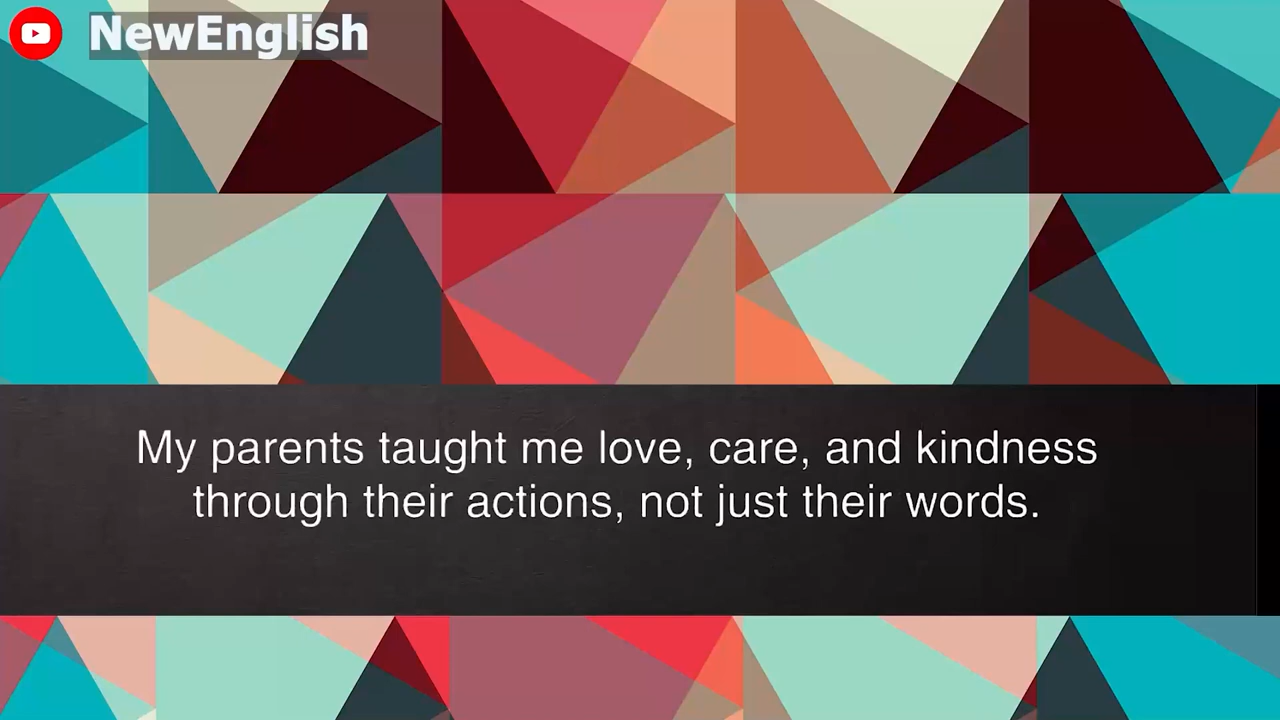 NewEnglish
My parents taught me love, care, and kindness
through their actions, not just their words.